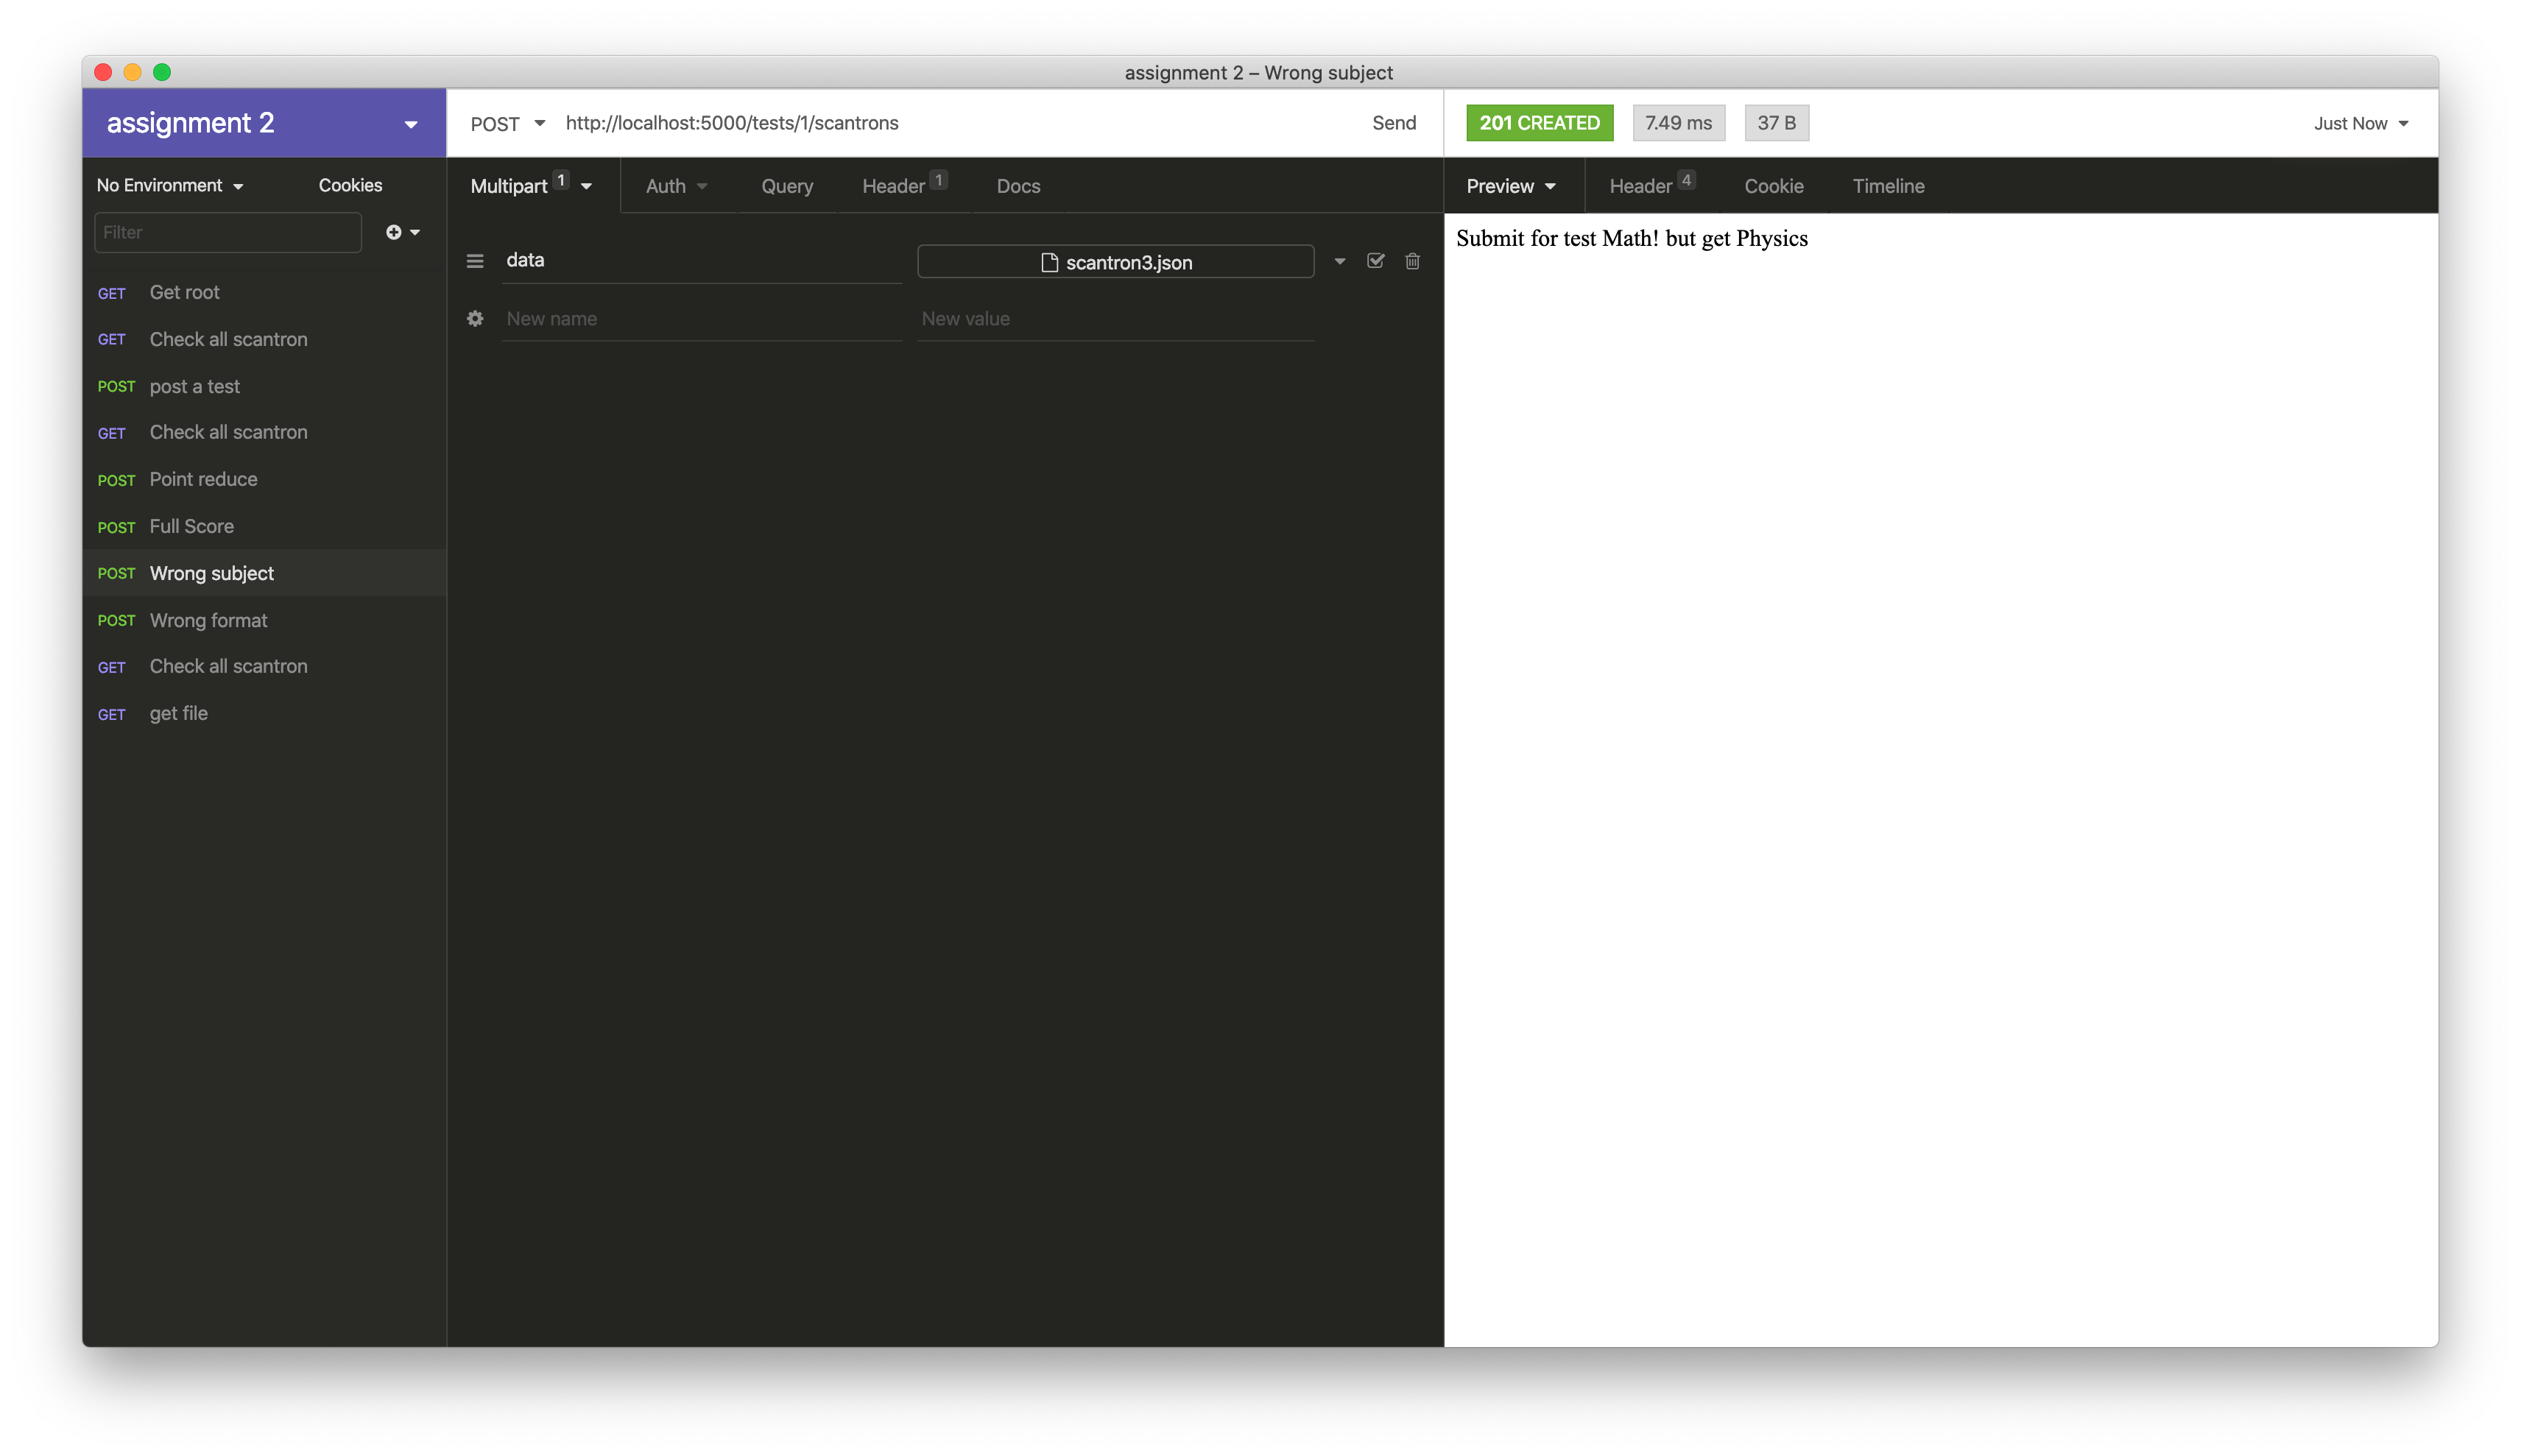 assignment 2 – Wrong subject
assignment 2
POST http://localhost:5000/tests/1/scantrons Send
201 CREATED 7.49 ms 37 B Just Now
No Environment Cookies
Filter
GET Get root
GET Check all scantron
POST post a test
GET Check all scantron
POST Point reduce
POST Full Score
POST Wrong subject
POST Wrong format
GET Check all scantron
GET get file
Multipart 1 Auth Query Header 1 Docs
data scantron3.json
New name New value
Preview Header 4 Cookie Timeline
Submit for test Math! but get Physics